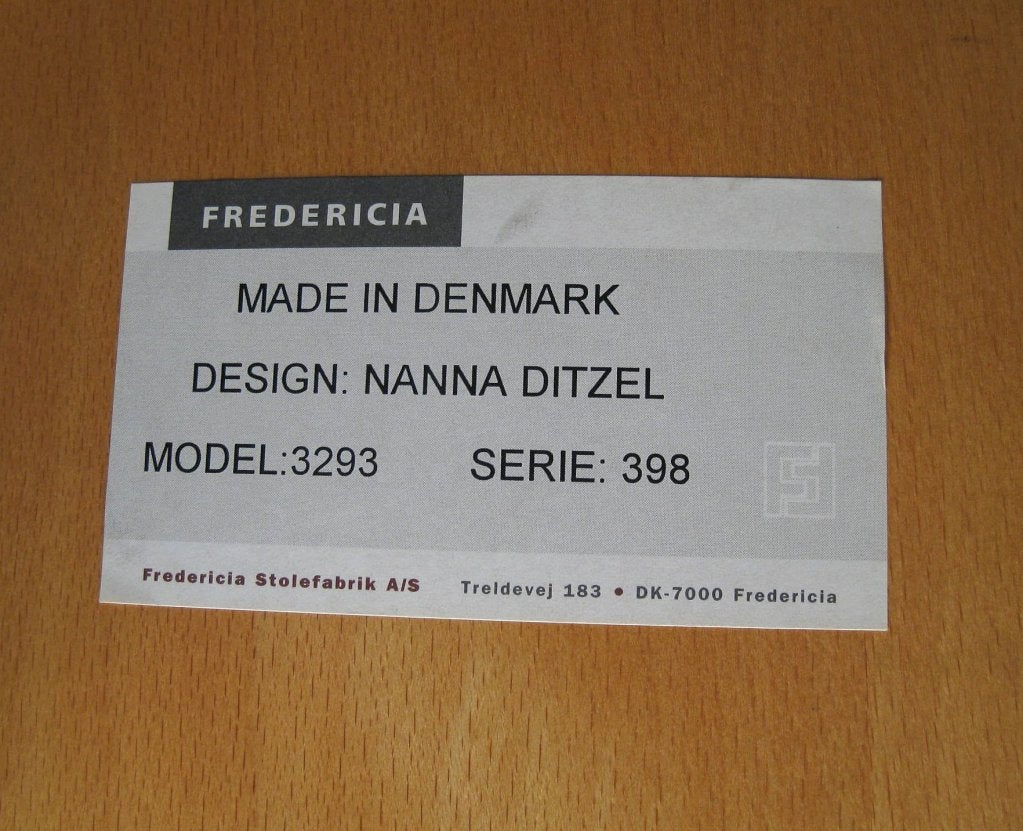 FREDERICIA
MADE IN DENMARK
DESIGN: NANNA DITZEL
MODEL:3293 SERIE: 398
Fredericia Stolefabrik A/S Treldevej 183 • DK-7000 Fredericia